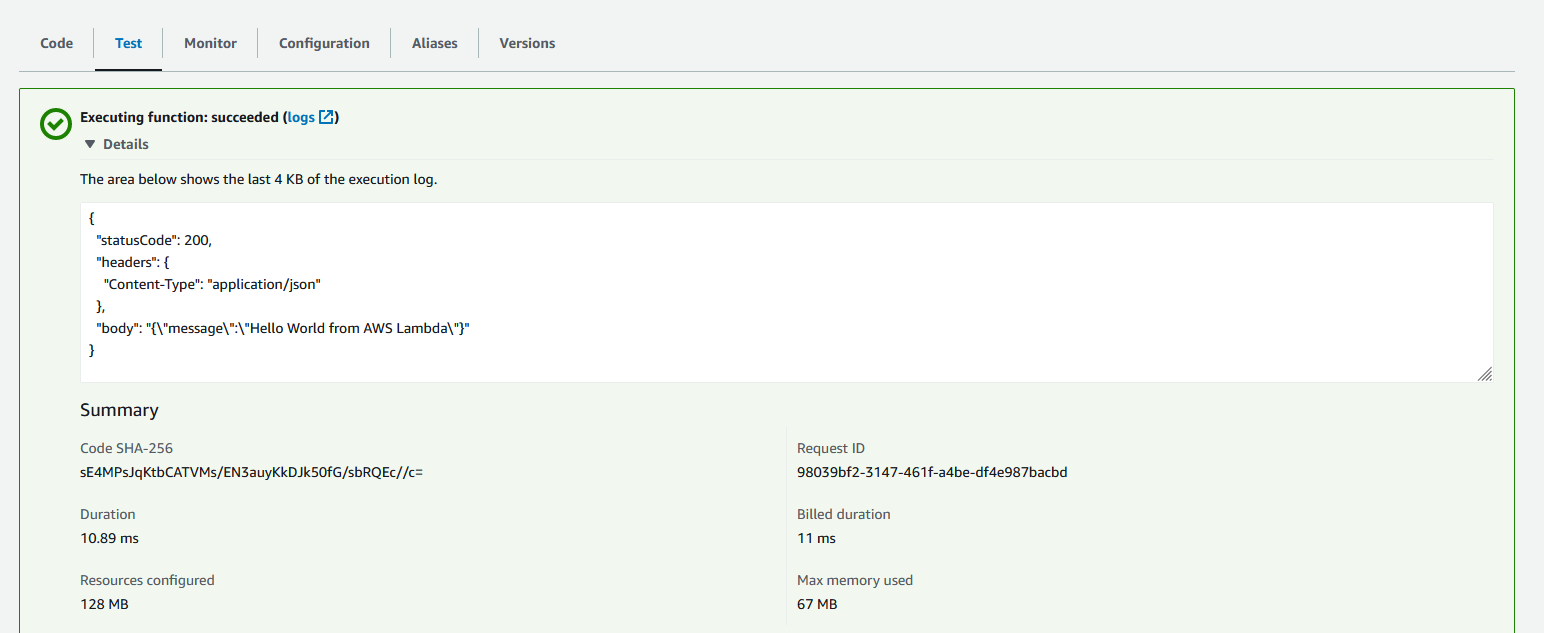 Code Test Monitor Configuration Aliases Versions
Executing function: succeeded (logs)
Details
The area below shows the last 4 KB of the execution log.
{
"statusCode": 200,
"headers": {
"Content-Type": "application/json"
},
"body": "{\"message\":\"Hello World from AWS Lambda\"}"
}
Summary
Code SHA-256
sE4MPsJqKtbCATVMs/EN3auyKkDJk50fG/sbRQEc//c=
Request ID
98039bf2-3147-461f-a4be-df4e987bacbd
Duration
10.89 ms
Billed duration
11 ms
Resources configured
128 MB
Max memory used
67 MB